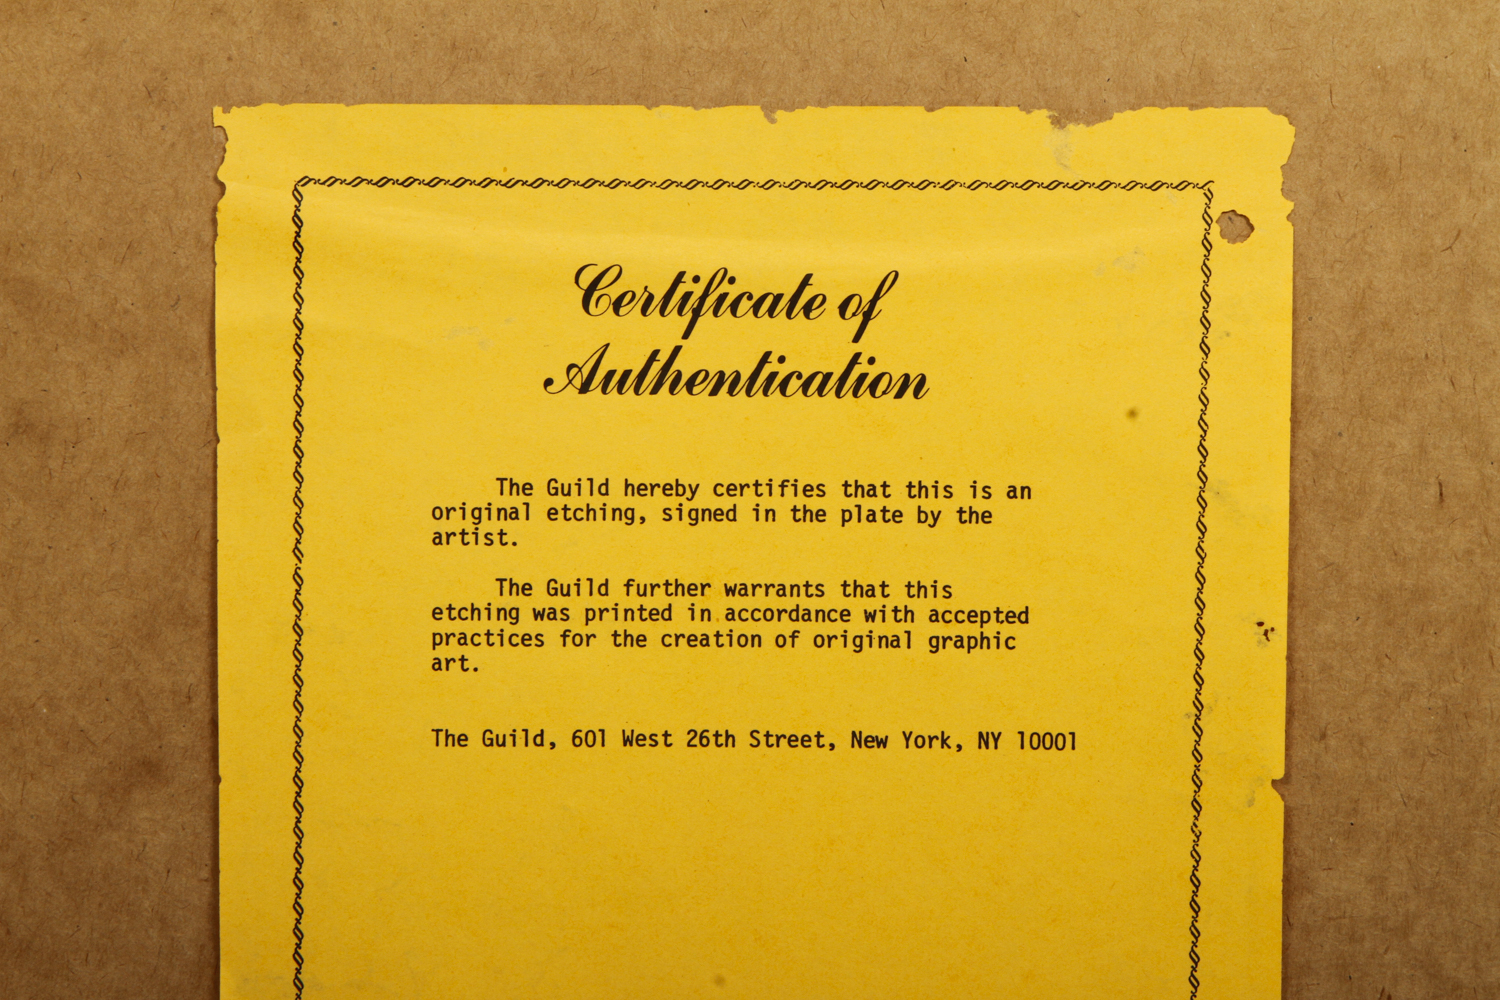 Certificate of
Authentication
The Guild hereby certifies that this is an
original etching, signed in the plate by the
artist.
The Guild further warrants that this
etching was printed in accordance with accepted
practices for the creation of original graphic
art.
The Guild, 601 West 26th Street, New York, NY 10001